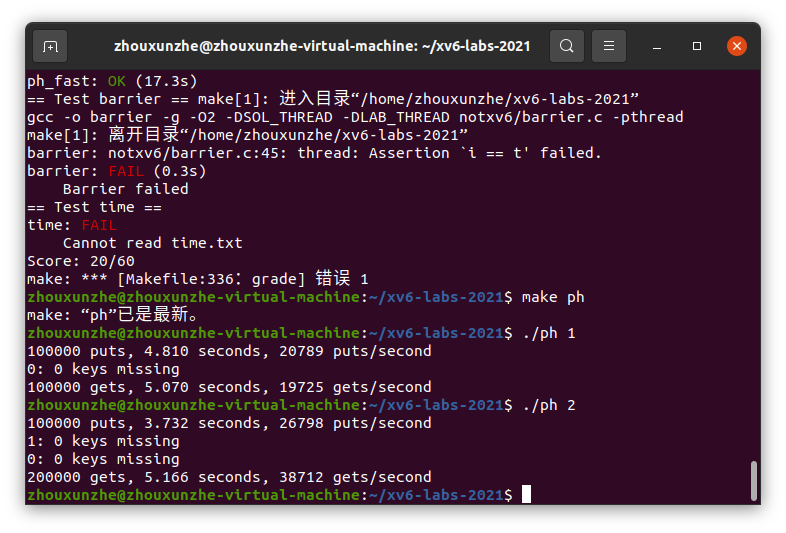 zhouxunzhe@zhouxunzhe-virtual-machine: ~/xv6-labs-2021
ph_fast: OK (17.3s)
== Test barrier == make[1]: 进入目录“/home/zhouxunzhe/xv6-labs-2021”
gcc -o barrier -g -O2 -DSOL_THREAD -DLAB_THREAD notxv6/barrier.c -pthread
make[1]: 离开目录“/home/zhouxunzhe/xv6-labs-2021”
barrier: notxv6/barrier.c:45: thread: Assertion `i == t' failed.
barrier: FAIL (0.3s)
    Barrier failed
== Test time ==
time: FAIL
    Cannot read time.txt
Score: 20/60
make: *** [Makefile:336：grade] 错误 1
zhouxunzhe@zhouxunzhe-virtual-machine:~/xv6-labs-2021$ make ph
make: “ph”已是最新。
zhouxunzhe@zhouxunzhe-virtual-machine:~/xv6-labs-2021$ ./ph 1
100000 puts, 4.810 seconds, 20789 puts/second
0: 0 keys missing
100000 gets, 5.070 seconds, 19725 gets/second
zhouxunzhe@zhouxunzhe-virtual-machine:~/xv6-labs-2021$ ./ph 2
100000 puts, 3.732 seconds, 26798 puts/second
1: 0 keys missing
0: 0 keys missing
200000 gets, 5.166 seconds, 38712 gets/second
zhouxunzhe@zhouxunzhe-virtual-machine:~/xv6-labs-2021$